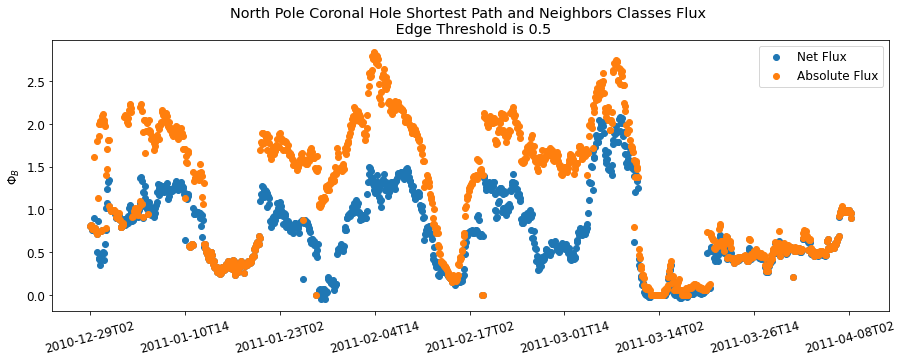 North Pole Coronal Hole Shortest Path and Neighbors Classes Flux
Edge Threshold is 0.5
Net Flux
Absolute Flux
Φ_B
2.5
2.0
1.5
1.0
0.5
0.0
2010-12-29T02
2011-01-10T14
2011-01-23T02
2011-02-04T14
2011-02-17T02
2011-03-01T14
2011-03-14T02
2011-03-26T14
2011-04-08T02